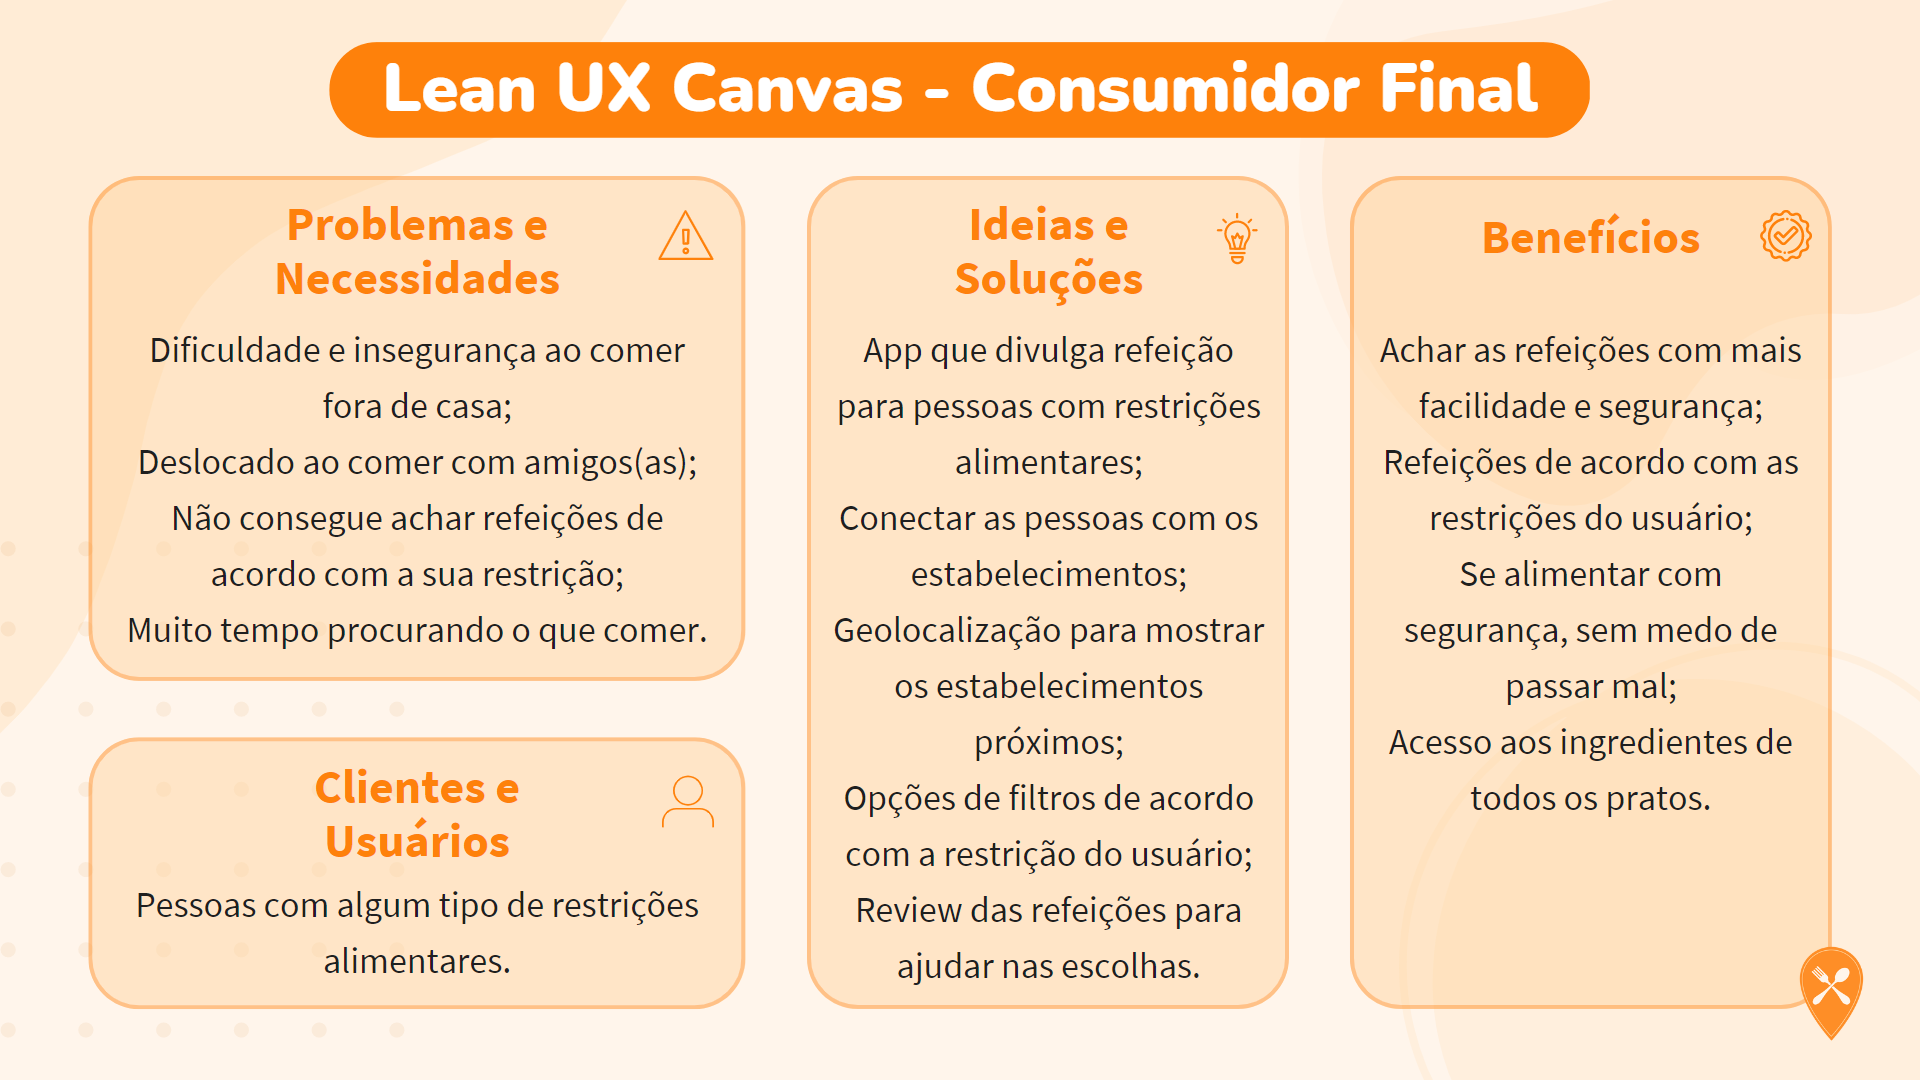 Lean UX Canvas - Consumidor Final
Problemas e
Necessidades
Dificuldade e insegurança ao comer
fora de casa;
Deslocado ao comer com amigos(as);
Não consegue achar refeições de
acordo com a sua restrição;
Muito tempo procurando o que comer.
Clientes e
Usuários
Pessoas com algum tipo de restrições
alimentares.
Ideias e
Soluções
App que divulga refeição
para pessoas com restrições
alimentares;
Conectar as pessoas com os
estabelecimentos;
Geolocalização para mostrar
os estabelecimentos
próximos;
Opções de filtros de acordo
com a restrição do usuário;
Review das refeições para
ajudar nas escolhas.
Benefícios
Achar as refeições com mais
facilidade e segurança;
Refeições de acordo com as
restrições do usuário;
Se alimentar com
segurança, sem medo de
passar mal;
Acesso aos ingredientes de
todos os pratos.